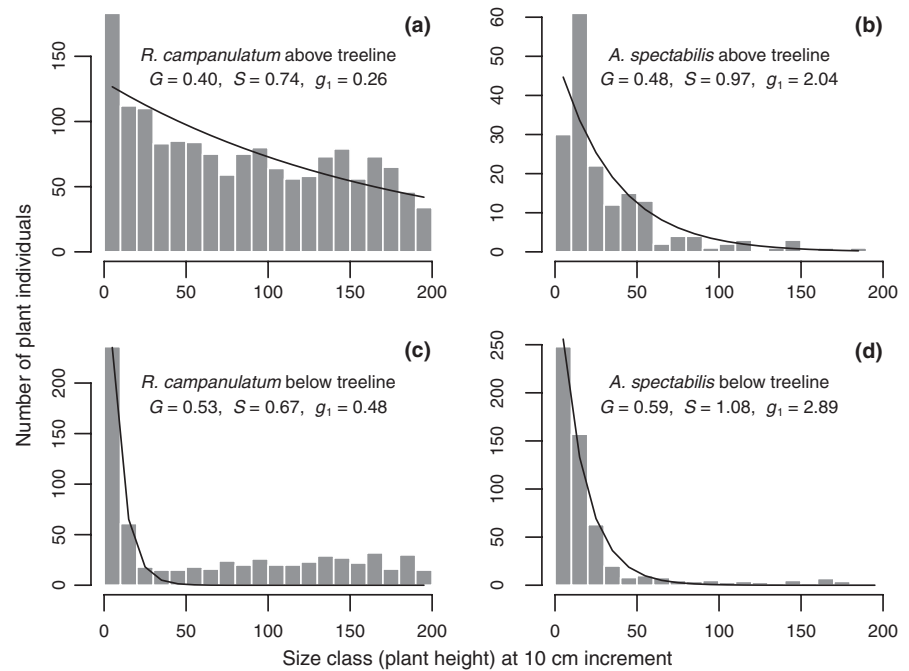 (a)
R. campanulatum above treeline
G = 0.40, S = 0.74, g₁ = 0.26
150
100
50
0
0 50 100 150 200
(b)
A. spectabilis above treeline
G = 0.48, S = 0.97, g₁ = 2.04
60
50
40
30
20
10
0
0 50 100 150 200
(c)
R. campanulatum below treeline
G = 0.53, S = 0.67, g₁ = 0.48
200
150
100
50
0
0 50 100 150 200
(d)
A. spectabilis below treeline
G = 0.59, S = 1.08, g₁ = 2.89
250
200
150
100
50
0
0 50 100 150 200
Number of plant individuals
Size class (plant height) at 10 cm increment